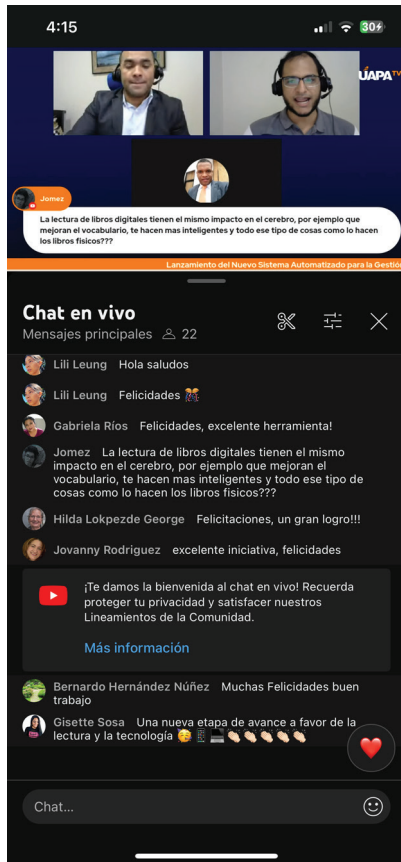 4:15
30
UAPA TV
Jomez
La lectura de libros digitales tienen el mismo impacto en el cerebro, por ejemplo que
mejoran el vocabulario, te hacen mas inteligentes y todo ese tipo de cosas como lo hacen
los libros fisicos???
Lanzamiento del Nuevo Sistema Automatizado para la Gestió
Chat en vivo
Mensajes principales 22
Lili Leung Hola saludos
Lili Leung Felicidades 🎊
Gabriela Ríos Felicidades, excelente herramienta!
Jomez La lectura de libros digitales tienen el mismo
impacto en el cerebro, por ejemplo que mejoran el
vocabulario, te hacen mas inteligentes y todo ese tipo de
cosas como lo hacen los libros fisicos???
Hilda Lokpezde George Felicitaciones, un gran logro!!!
Jovanny Rodriguez excelente iniciativa, felicidades
¡Te damos la bienvenida al chat en vivo! Recuerda
proteger tu privacidad y satisfacer nuestros
Lineamientos de la Comunidad.
Más información
Bernardo Hernández Núñez Muchas Felicidades buen
trabajo
Gisette Sosa Una nueva etapa de avance a favor de la
lectura y la tecnología 🥳📱💻👏🏻👏🏻👏🏻👏🏻👏🏻
Chat...